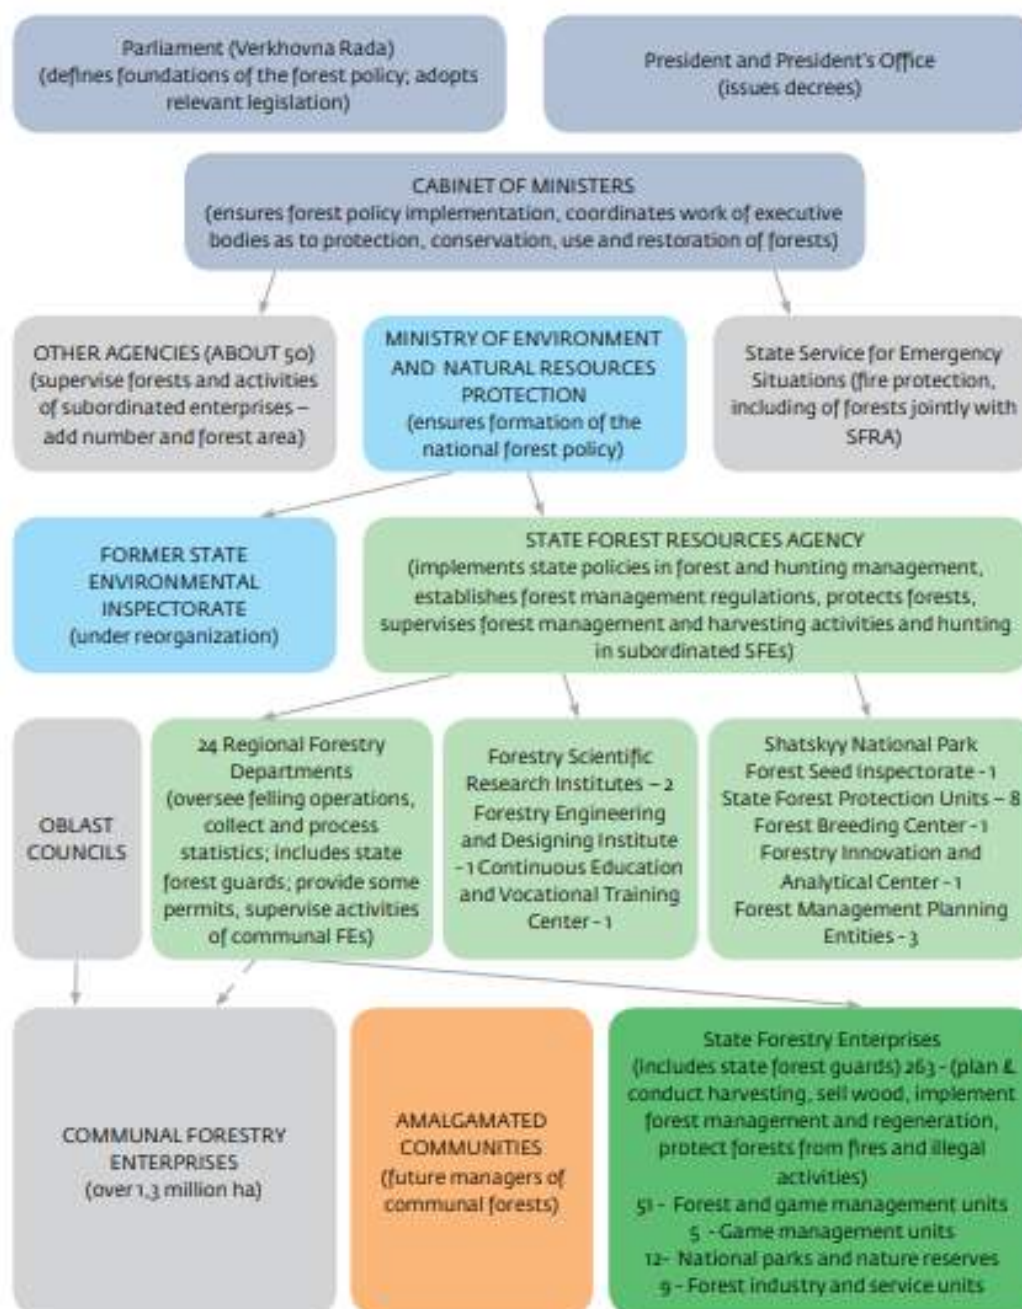 Parliament (Verkhovna Rada)
(defines foundations of the forest policy; adopts
relevant legislation)
President and President's Office
(issues decrees)
CABINET OF MINISTERS
(ensures forest policy implementation, coordinates work of executive
bodies as to protection, conservation, use and restoration of forests)
OTHER AGENCIES (ABOUT 50)
(supervise forests and activities
of subordinated enterprises –
add number and forest area)
MINISTRY OF ENVIRONMENT
AND NATURAL RESOURCES
PROTECTION
(ensures formation of the
national forest policy)
State Service for Emergency
Situations (fire protection,
including of forests jointly with
SFRA)
FORMER STATE
ENVIRONMENTAL
INSPECTORATE
(under reorganization)
STATE FOREST RESOURCES AGENCY
(implements state policies in forest and hunting management,
establishes forest management regulations, protects forests,
supervises forest management and harvesting activities and hunting
in subordinated SFEs)
OBLAST
COUNCILS
24 Regional Forestry
Departments
(oversee felling operations,
collect and process
statistics; includes state
forest guards; provide some
permits, supervise activities
of communal FEs)
Forestry Scientific
Research Institutes – 2
Forestry Engineering
and Designing Institute
- 1 Continuous Education
and Vocational Training
Center - 1
Shatskyy National Park
Forest Seed Inspectorate - 1
State Forest Protection Units – 8
Forest Breeding Center - 1
Forestry Innovation and
Analytical Center - 1
Forest Management Planning
Entities - 3
COMMUNAL FORESTRY
ENTERPRISES
(over 1,3 million ha)
AMALGAMATED
COMMUNITIES
(future managers of
communal forests)
State Forestry Enterprises
(includes state forest guards) 263 - (plan &
conduct harvesting, sell wood, implement
forest management and regeneration,
protect forests from fires and illegal
activities)
51 - Forest and game management units
5 - Game management units
12- National parks and nature reserves
9 - Forest industry and service units